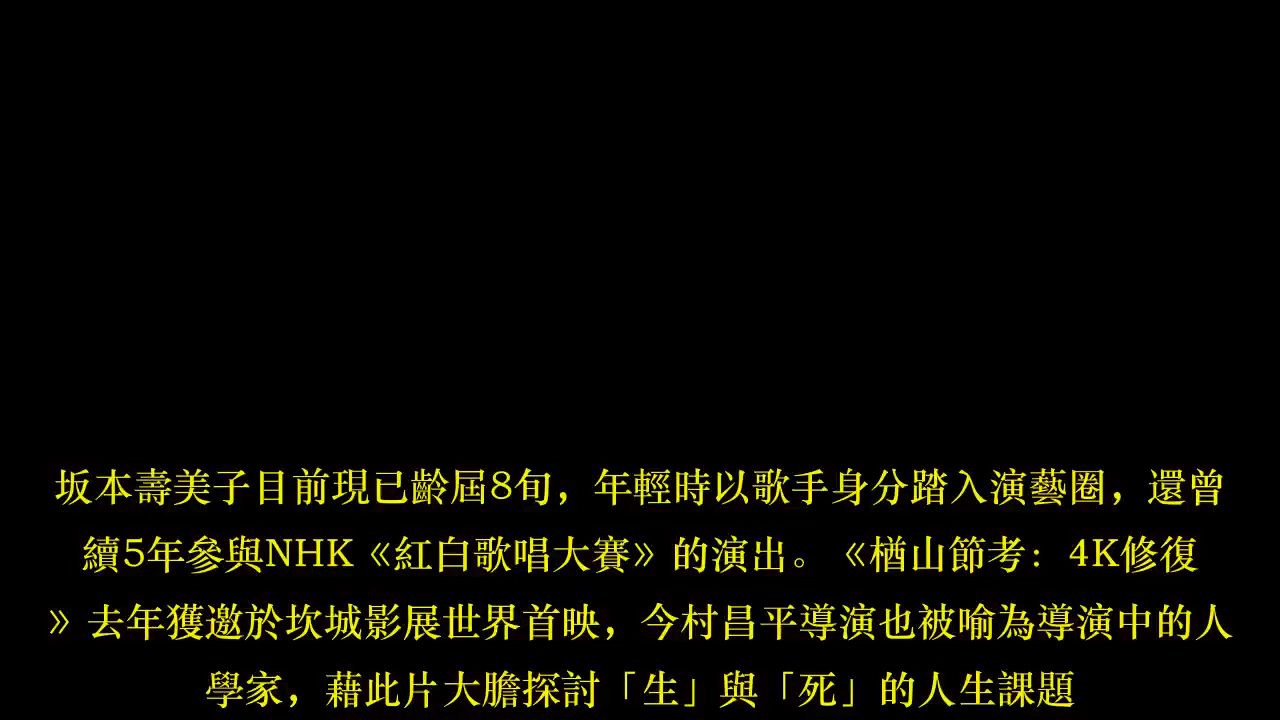 坂本壽美子目前現已齡屆8旬，年輕時以歌手身分踏入演藝圈，還曾
續5年參與NHK《紅白歌唱大賽》的演出。《楢山節考：4K修復
》去年獲邀於坎城影展世界首映，今村昌平導演也被喻為導演中的人
學家，藉此片大膽探討「生」與「死」的人生課題